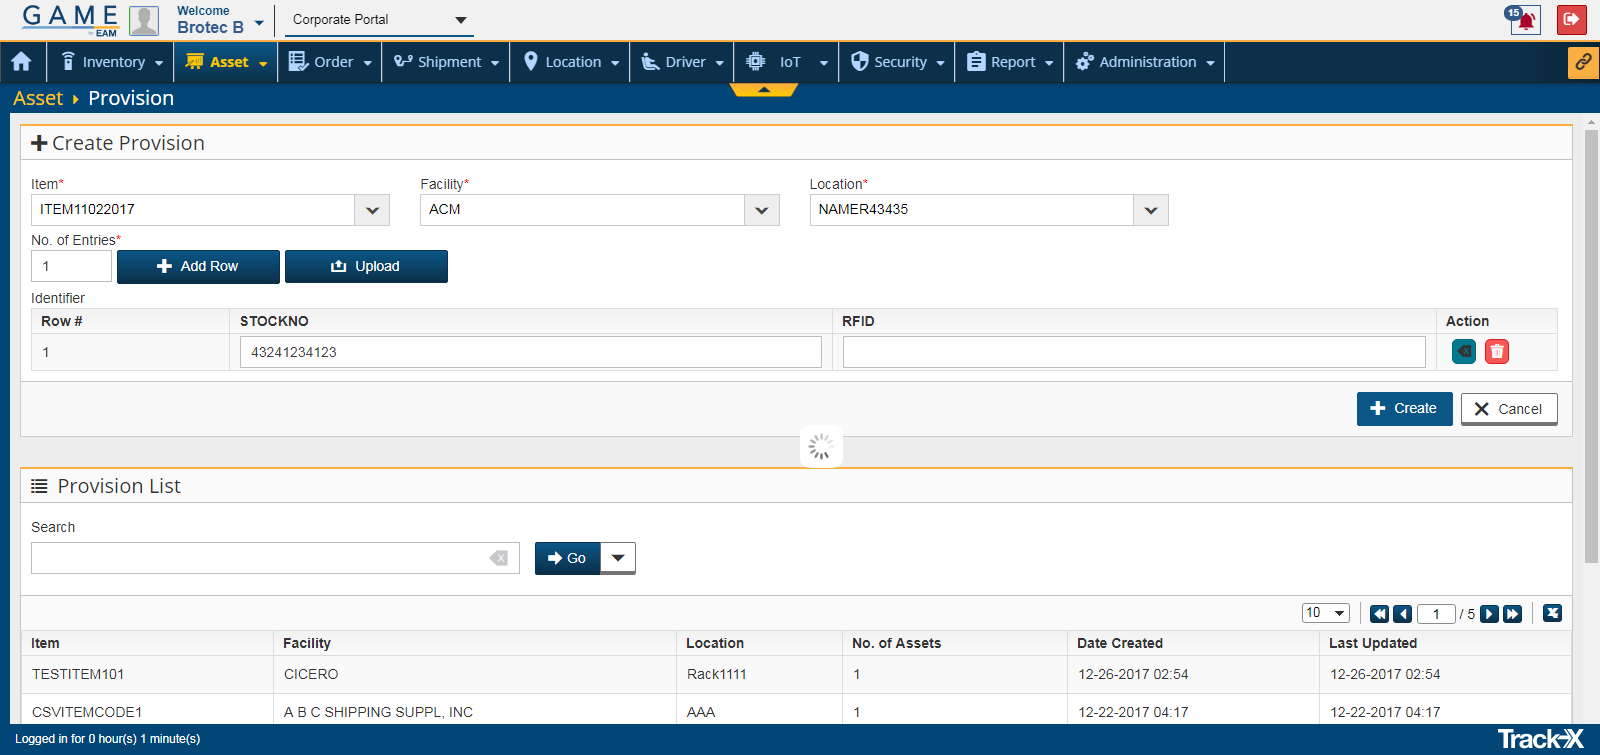 GAME
by EAM
Welcome
Brotec B
Corporate Portal
15
Inventory
Asset
Order
Shipment
Location
Driver
IoT
Security
Report
Administration
Asset Provision
Create Provision
Item* Facility* Location*
ITEM11022017 ACM NAMER43435
No. of Entries*
1 Add Row Upload
Identifier
Row # STOCKNO RFID Action
1 43241234123
Create Cancel
Provision List
Search
Go
10 1 / 5
Item Facility Location No. of Assets Date Created Last Updated
TESTITEM101 CICERO Rack1111 1 12-26-2017 02:54 12-26-2017 02:54
CSVITEMCODE1 A B C SHIPPING SUPPL, INC AAA 1 12-22-2017 04:17 12-22-2017 04:17
Logged in for 0 hour(s) 1 minute(s)
Track-X